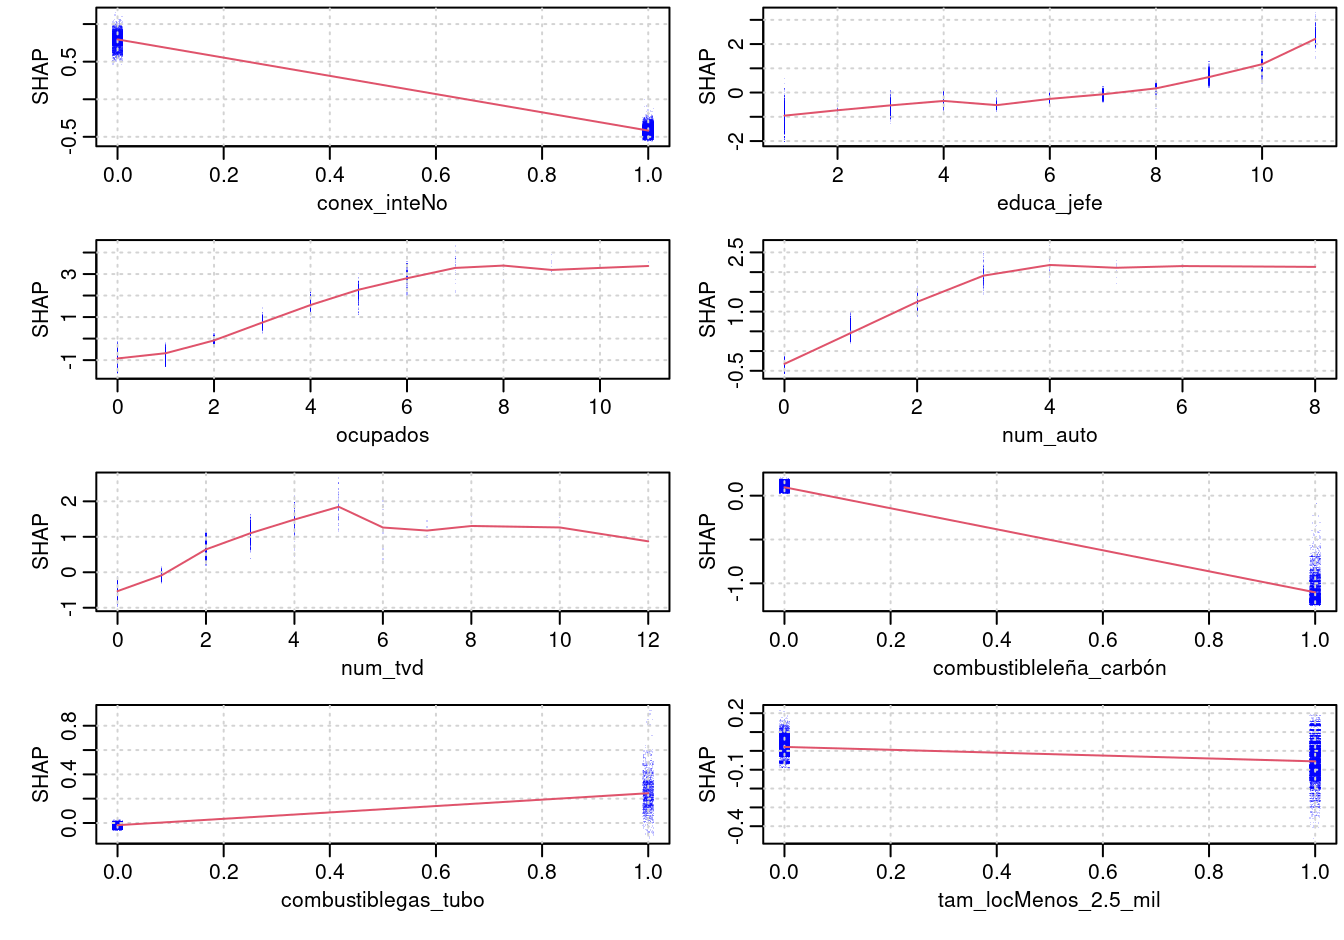 SHAP
0.5
-0.5
0.0 0.2 0.4 0.6 0.8 1.0
conex_inteNo
SHAP
2
0
-2
2 4 6 8 10
educa_jefe
SHAP
3
1
-1
0 2 4 6 8 10
ocupados
SHAP
2.5
1.0
-0.5
0 2 4 6 8
num_auto
SHAP
2
1
0
-1
0 2 4 6 8 10 12
num_tvd
SHAP
0.0
-1.0
0.0 0.2 0.4 0.6 0.8 1.0
combustibleleña_carbón
SHAP
0.8
0.4
0.0
0.0 0.2 0.4 0.6 0.8 1.0
combustiblegas_tubo
SHAP
0.2
-0.1
-0.4
0.0 0.2 0.4 0.6 0.8 1.0
tam_locMenos_2.5_mil